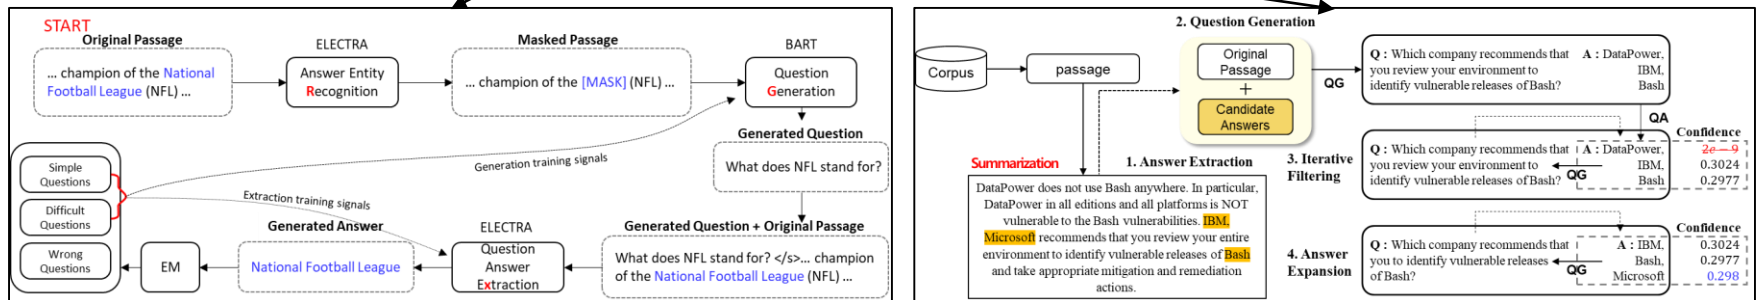 START
Original Passage
... champion of the National
Football League (NFL) ...
ELECTRA
Answer Entity
Recognition
Masked Passage
... champion of the [MASK] (NFL) ...
BART
Question
Generation
Generated Question
What does NFL stand for?
Generation training signals
Extraction training signals
Simple
Questions
Difficult
Questions
Wrong
Questions
EM
Generated Answer
National Football League
ELECTRA
Question
Answer
Extraction
Generated Question + Original Passage
What does NFL stand for? </s>... champion
of the National Football League (NFL) ...
Corpus
passage
Summarization
1. Answer Extraction
DataPower does not use Bash anywhere. In particular,
DataPower in all editions and all platforms is NOT
vulnerable to the Bash vulnerabilities. IBM,
Microsoft recommends that you review your entire
environment to identify vulnerable releases of Bash
and take appropriate mitigation and remediation
actions.
2. Question Generation
Original
Passage
+
Candidate
Answers
QG
Q : Which company recommends that A : DataPower,
you review your environment to IBM,
identify vulnerable releases of Bash? Bash
QA
Confidence
3. Iterative
Filtering
Q : Which company recommends that A : DataPower, 2e − 9
you review your environment to IBM, 0.3024
identify vulnerable releases of Bash? QG Bash 0.2977
Confidence
4. Answer
Expansion
Q : Which company recommends that A : IBM, 0.3024
you to identify vulnerable releases Bash, 0.2977
of Bash? QG Microsoft 0.298